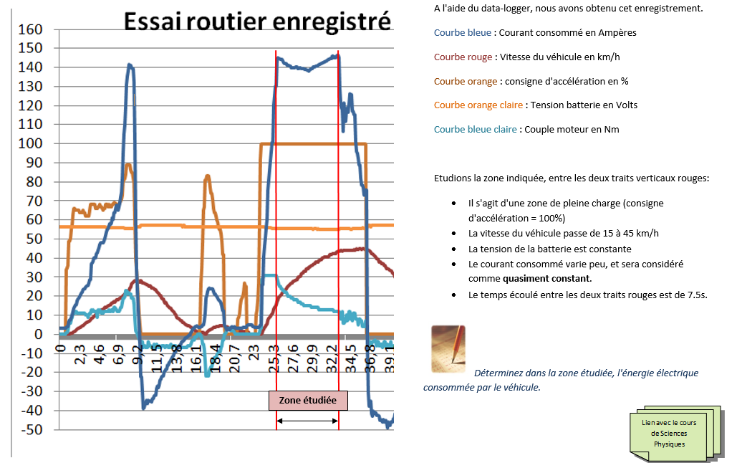 Essai routier enregistré
160
150
140
130
120
110
100
90
80
70
60
50
40
30
20
10
0
-10
-20
-30
-40
-50
0 2,3 4,6 6,9 9,2 11,5 13,8 16,1 18,4 20,7 23 25,3 27,6 29,9 32,2 34,5 36,8 39,1
Zone étudiée
A l'aide du data-logger, nous avons obtenu cet enregistrement.
Courbe bleue : Courant consommé en Ampères
Courbe rouge : Vitesse du véhicule en km/h
Courbe orange : consigne d'accélération en %
Courbe orange claire : Tension batterie en Volts
Courbe bleue claire : Couple moteur en Nm
Etudions la zone indiquée, entre les deux traits verticaux rouges:
• Il s'agit d'une zone de pleine charge (consigne
d'accélération = 100%)
• La vitesse du véhicule passe de 15 à 45 km/h
• La tension de la batterie est constante
• Le courant consommé varie peu, et sera considéré
comme quasiment constant.
• Le temps écoulé entre les deux traits rouges est de 7.5s.
Déterminez dans la zone étudiée, l'énergie électrique
consommée par le véhicule.
Lien avec le cours
de Sciences
Physiques